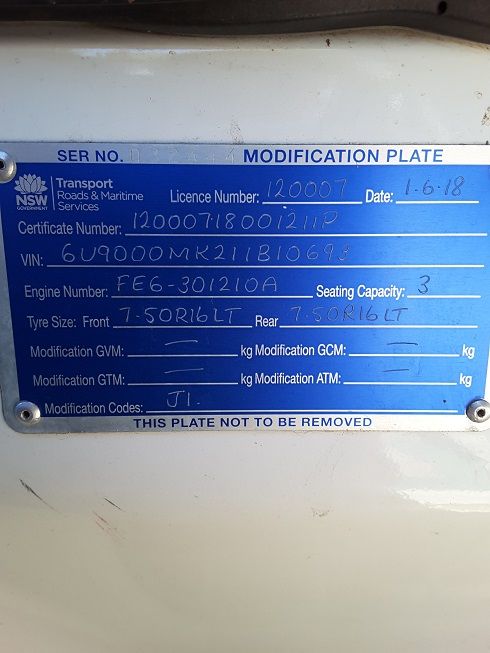 SER NO. MODIFICATION PLATE
NSW GOVERNMENT Transport Roads & Maritime Services Licence Number: 120007 Date: 1.6.18
Certificate Number: 12000718001211P
VIN: 6U9000MK211B10693
Engine Number: FE6-301210A Seating Capacity: 3
Tyre Size: Front 7.50R16LT Rear 7.50R16LT
Modification GVM: — kg Modification GCM: — kg
Modification GTM: — kg Modification ATM: — kg
Modification Codes: J1.
THIS PLATE NOT TO BE REMOVED